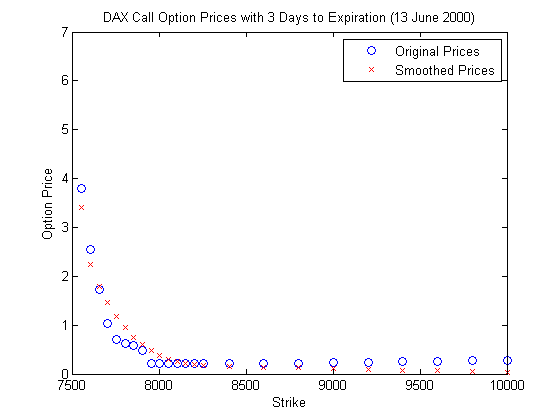 DAX Call Option Prices with 3 Days to Expiration (13 June 2000)
7
6
5
4
3
2
1
0
Option Price
Original Prices
Smoothed Prices
7500 8000 8500 9000 9500 10000
Strike